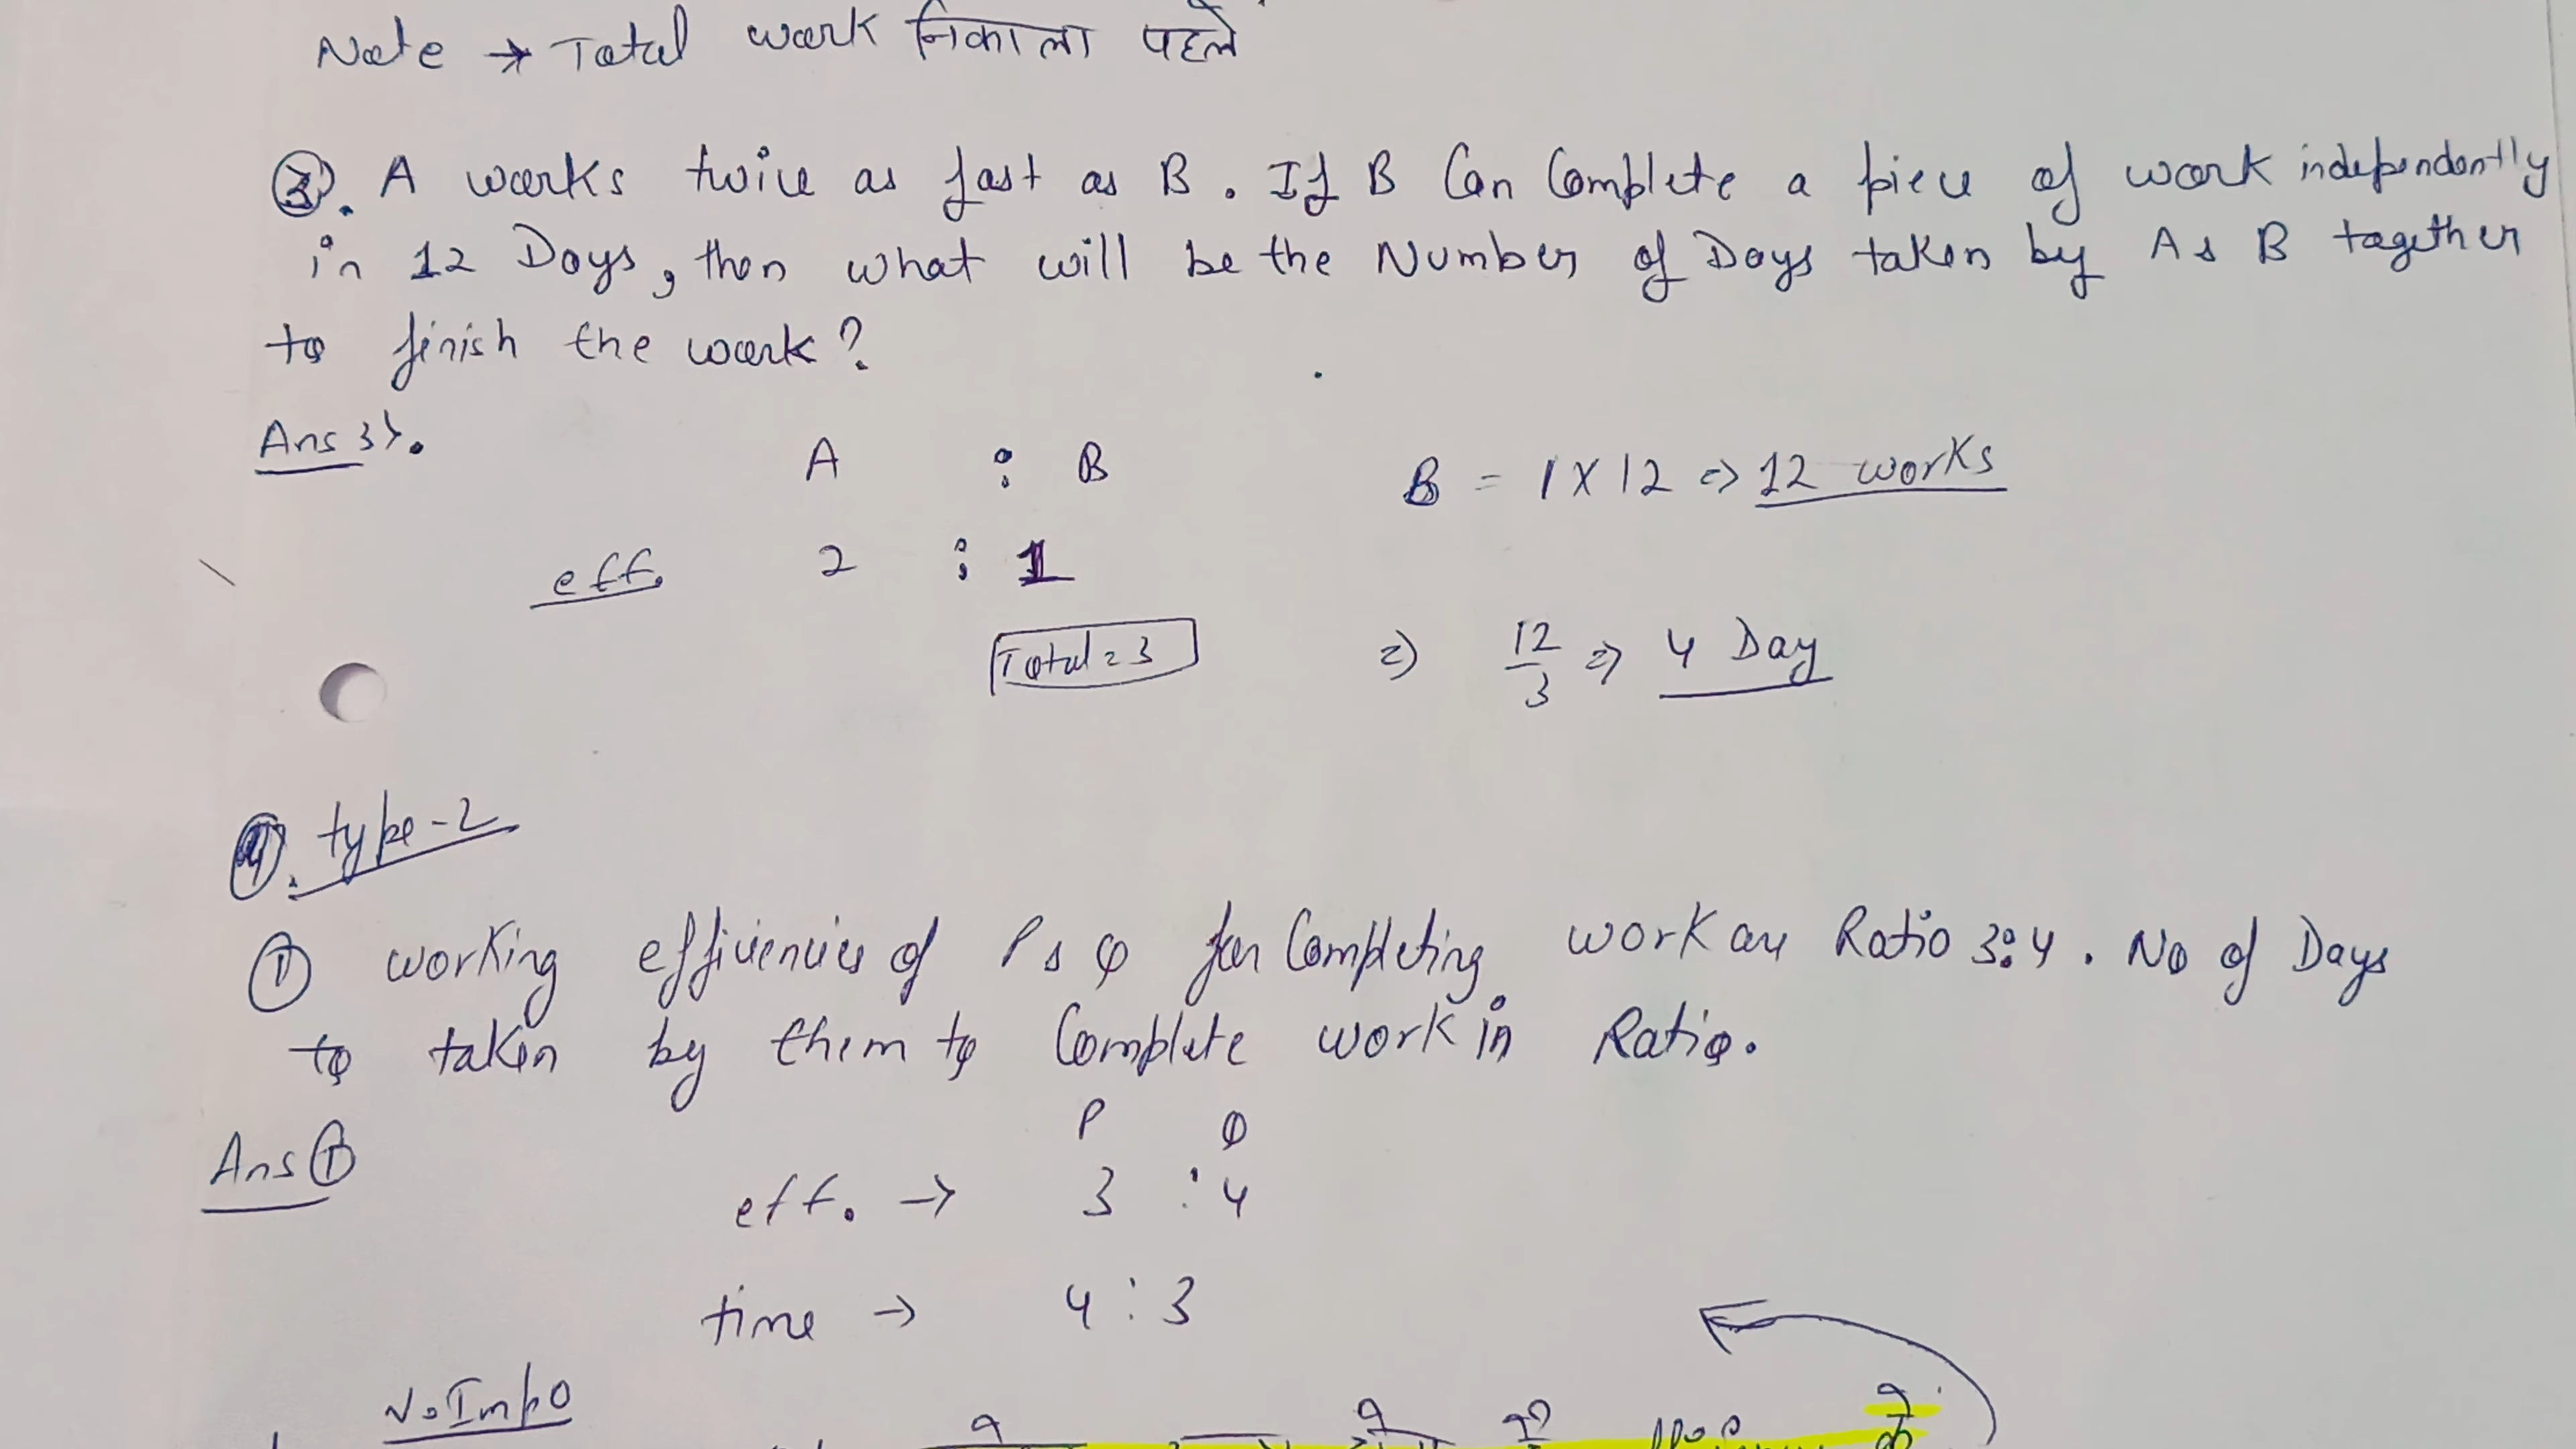 Note → Total work निकाला पहले
3. A works twice as fast as B. If B Can Complete a piece of work independently
in 12 Days, then what will be the Number of Days taken by A & B together
to finish the work?
Ans 3).
A : B
B = 1 X 12 => 12 works
eff. 2 : 1
Total = 3
=> 12/3 => 4 Day
type-2
1 working efficiencies of P & Q for Completing work are Ratio 3:4. No of Days
to taken by them to Complete work in Ratio.
Ans 1
P Q
eff. → 3 : 4
time → 4 : 3
V. Imp